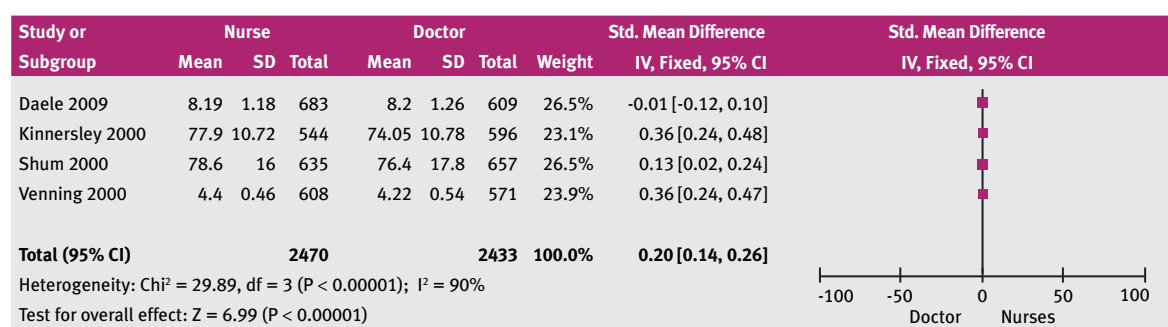 Study or Nurse Doctor Std. Mean Difference Std. Mean Difference
Subgroup Mean SD Total Mean SD Total Weight IV, Fixed, 95% CI IV, Fixed, 95% CI
Daele 2009 8.19 1.18 683 8.2 1.26 609 26.5% -0.01 [-0.12, 0.10]
Kinnersley 2000 77.9 10.72 544 74.05 10.78 596 23.1% 0.36 [0.24, 0.48]
Shum 2000 78.6 16 635 76.4 17.8 657 26.5% 0.13 [0.02, 0.24]
Venning 2000 4.4 0.46 608 4.22 0.54 571 23.9% 0.36 [0.24, 0.47]
Total (95% CI) 2470 2433 100.0% 0.20 [0.14, 0.26]
Heterogeneity: Chi² = 29.89, df = 3 (P < 0.00001); I² = 90%
-100 -50 0 50 100
Test for overall effect: Z = 6.99 (P < 0.00001) Doctor Nurses